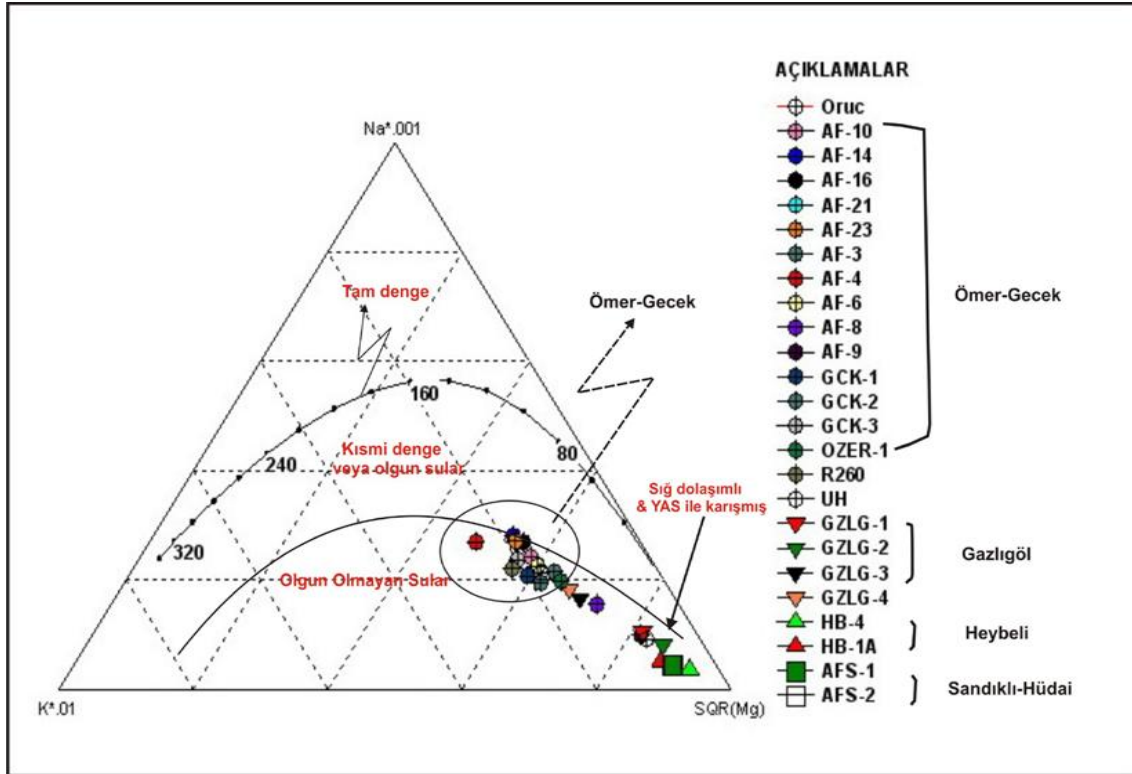 AÇIKLAMALAR
Oruc
AF-10
AF-14
AF-16
AF-21
AF-23
AF-3
AF-4
AF-6
AF-8
AF-9
GCK-1
GCK-2
GCK-3
OZER-1
R260
UH
GZLG-1
GZLG-2
GZLG-3
GZLG-4
HB-4
HB-1A
AFS-1
AFS-2
Ömer-Gecek
Gazlıgöl
Heybeli
Sandıklı-Hüdai
Na*.001
Tam denge
Ömer-Gecek
160
Kısmi denge
veya olgun sular
80
240
Sığ dolaşımlı
& YAS ile karışmış
320
Olgun Olmayan Sular
K*.01
SQR(Mg)